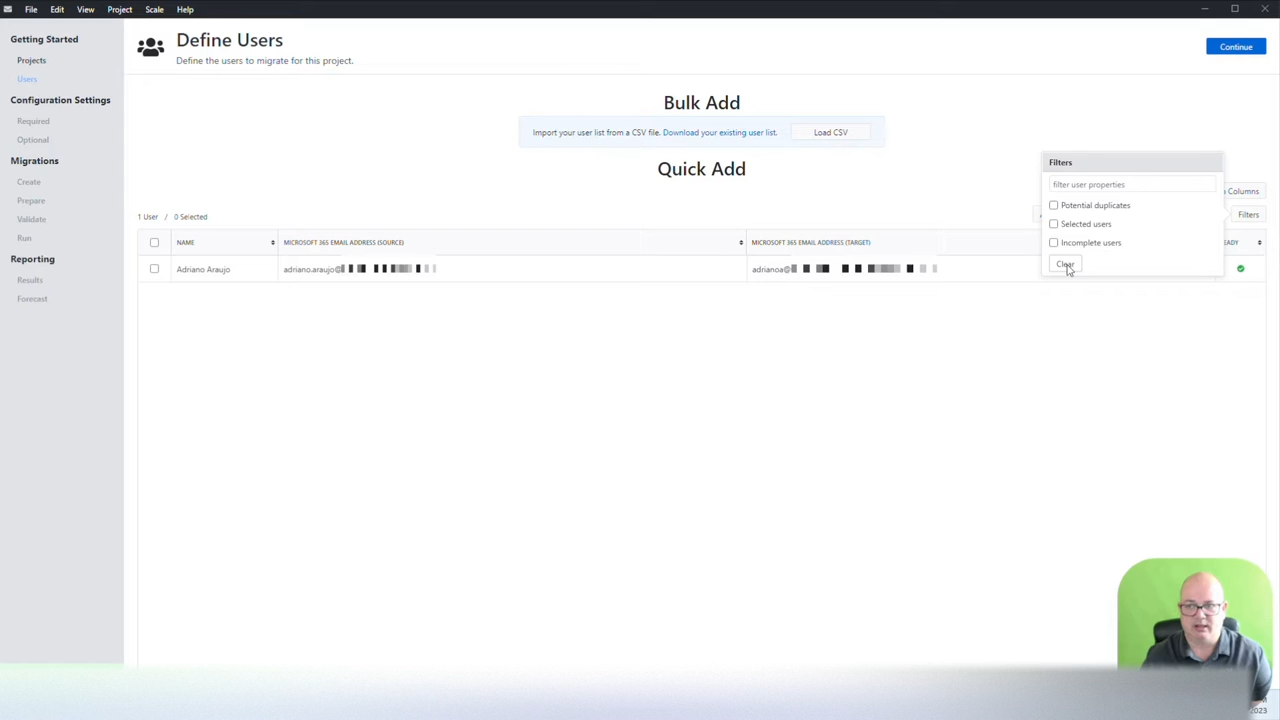 File Edit View Project Scale Help
Getting Started
Projects
Users
Configuration Settings
Required
Optional
Migrations
Create
Prepare
Validate
Run
Reporting
Results
Forecast
Define Users
Define the users to migrate for this project.
Continue
Bulk Add
Import your user list from a CSV file. Download your existing user list. Load CSV
Quick Add
Filters
filter user properties
Potential duplicates
Selected users
Incomplete users
Clear
Columns
Filters
1 User / 0 Selected
NAME MICROSOFT 365 EMAIL ADDRESS (SOURCE) MICROSOFT 365 EMAIL ADDRESS (TARGET)
Adriano Araujo adriano.araujo@ adrianoa@
2023